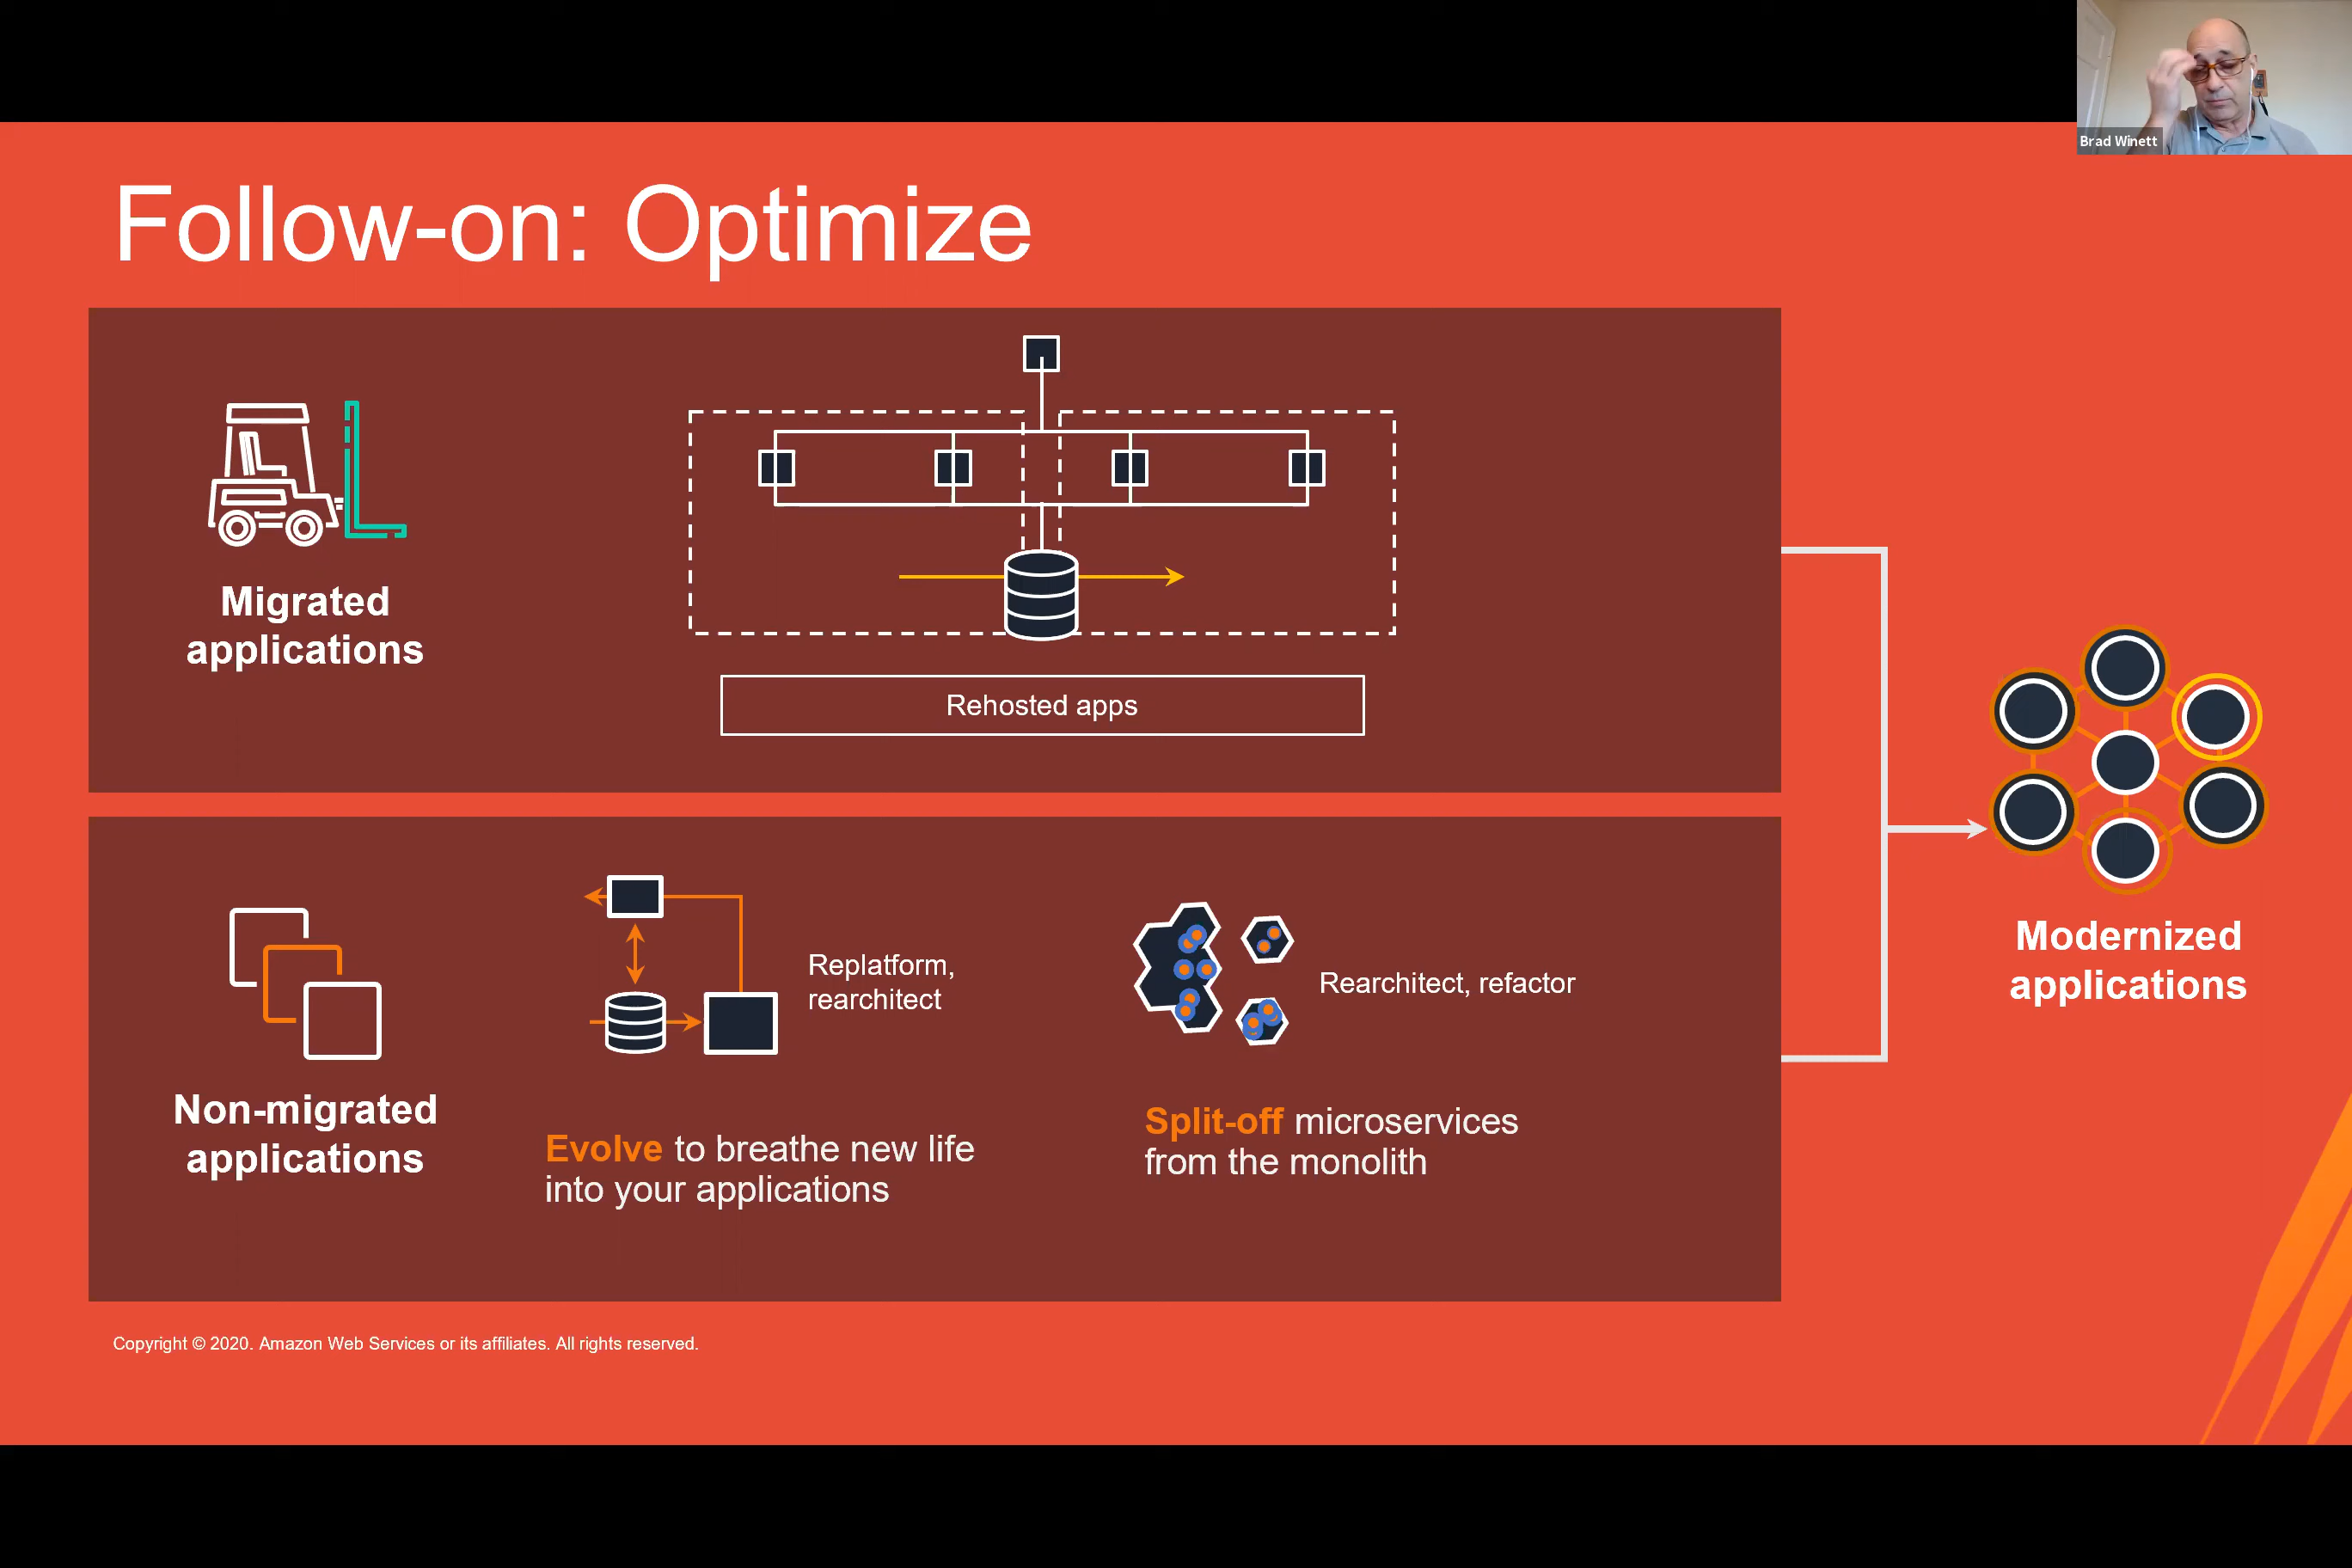 Brad Winett
Follow-on: Optimize
Migrated
applications
Rehosted apps
Non-migrated
applications
Replatform,
rearchitect
Evolve to breathe new life
into your applications
Rearchitect, refactor
Split-off microservices
from the monolith
Modernized
applications
Copyright © 2020. Amazon Web Services or its affiliates. All rights reserved.